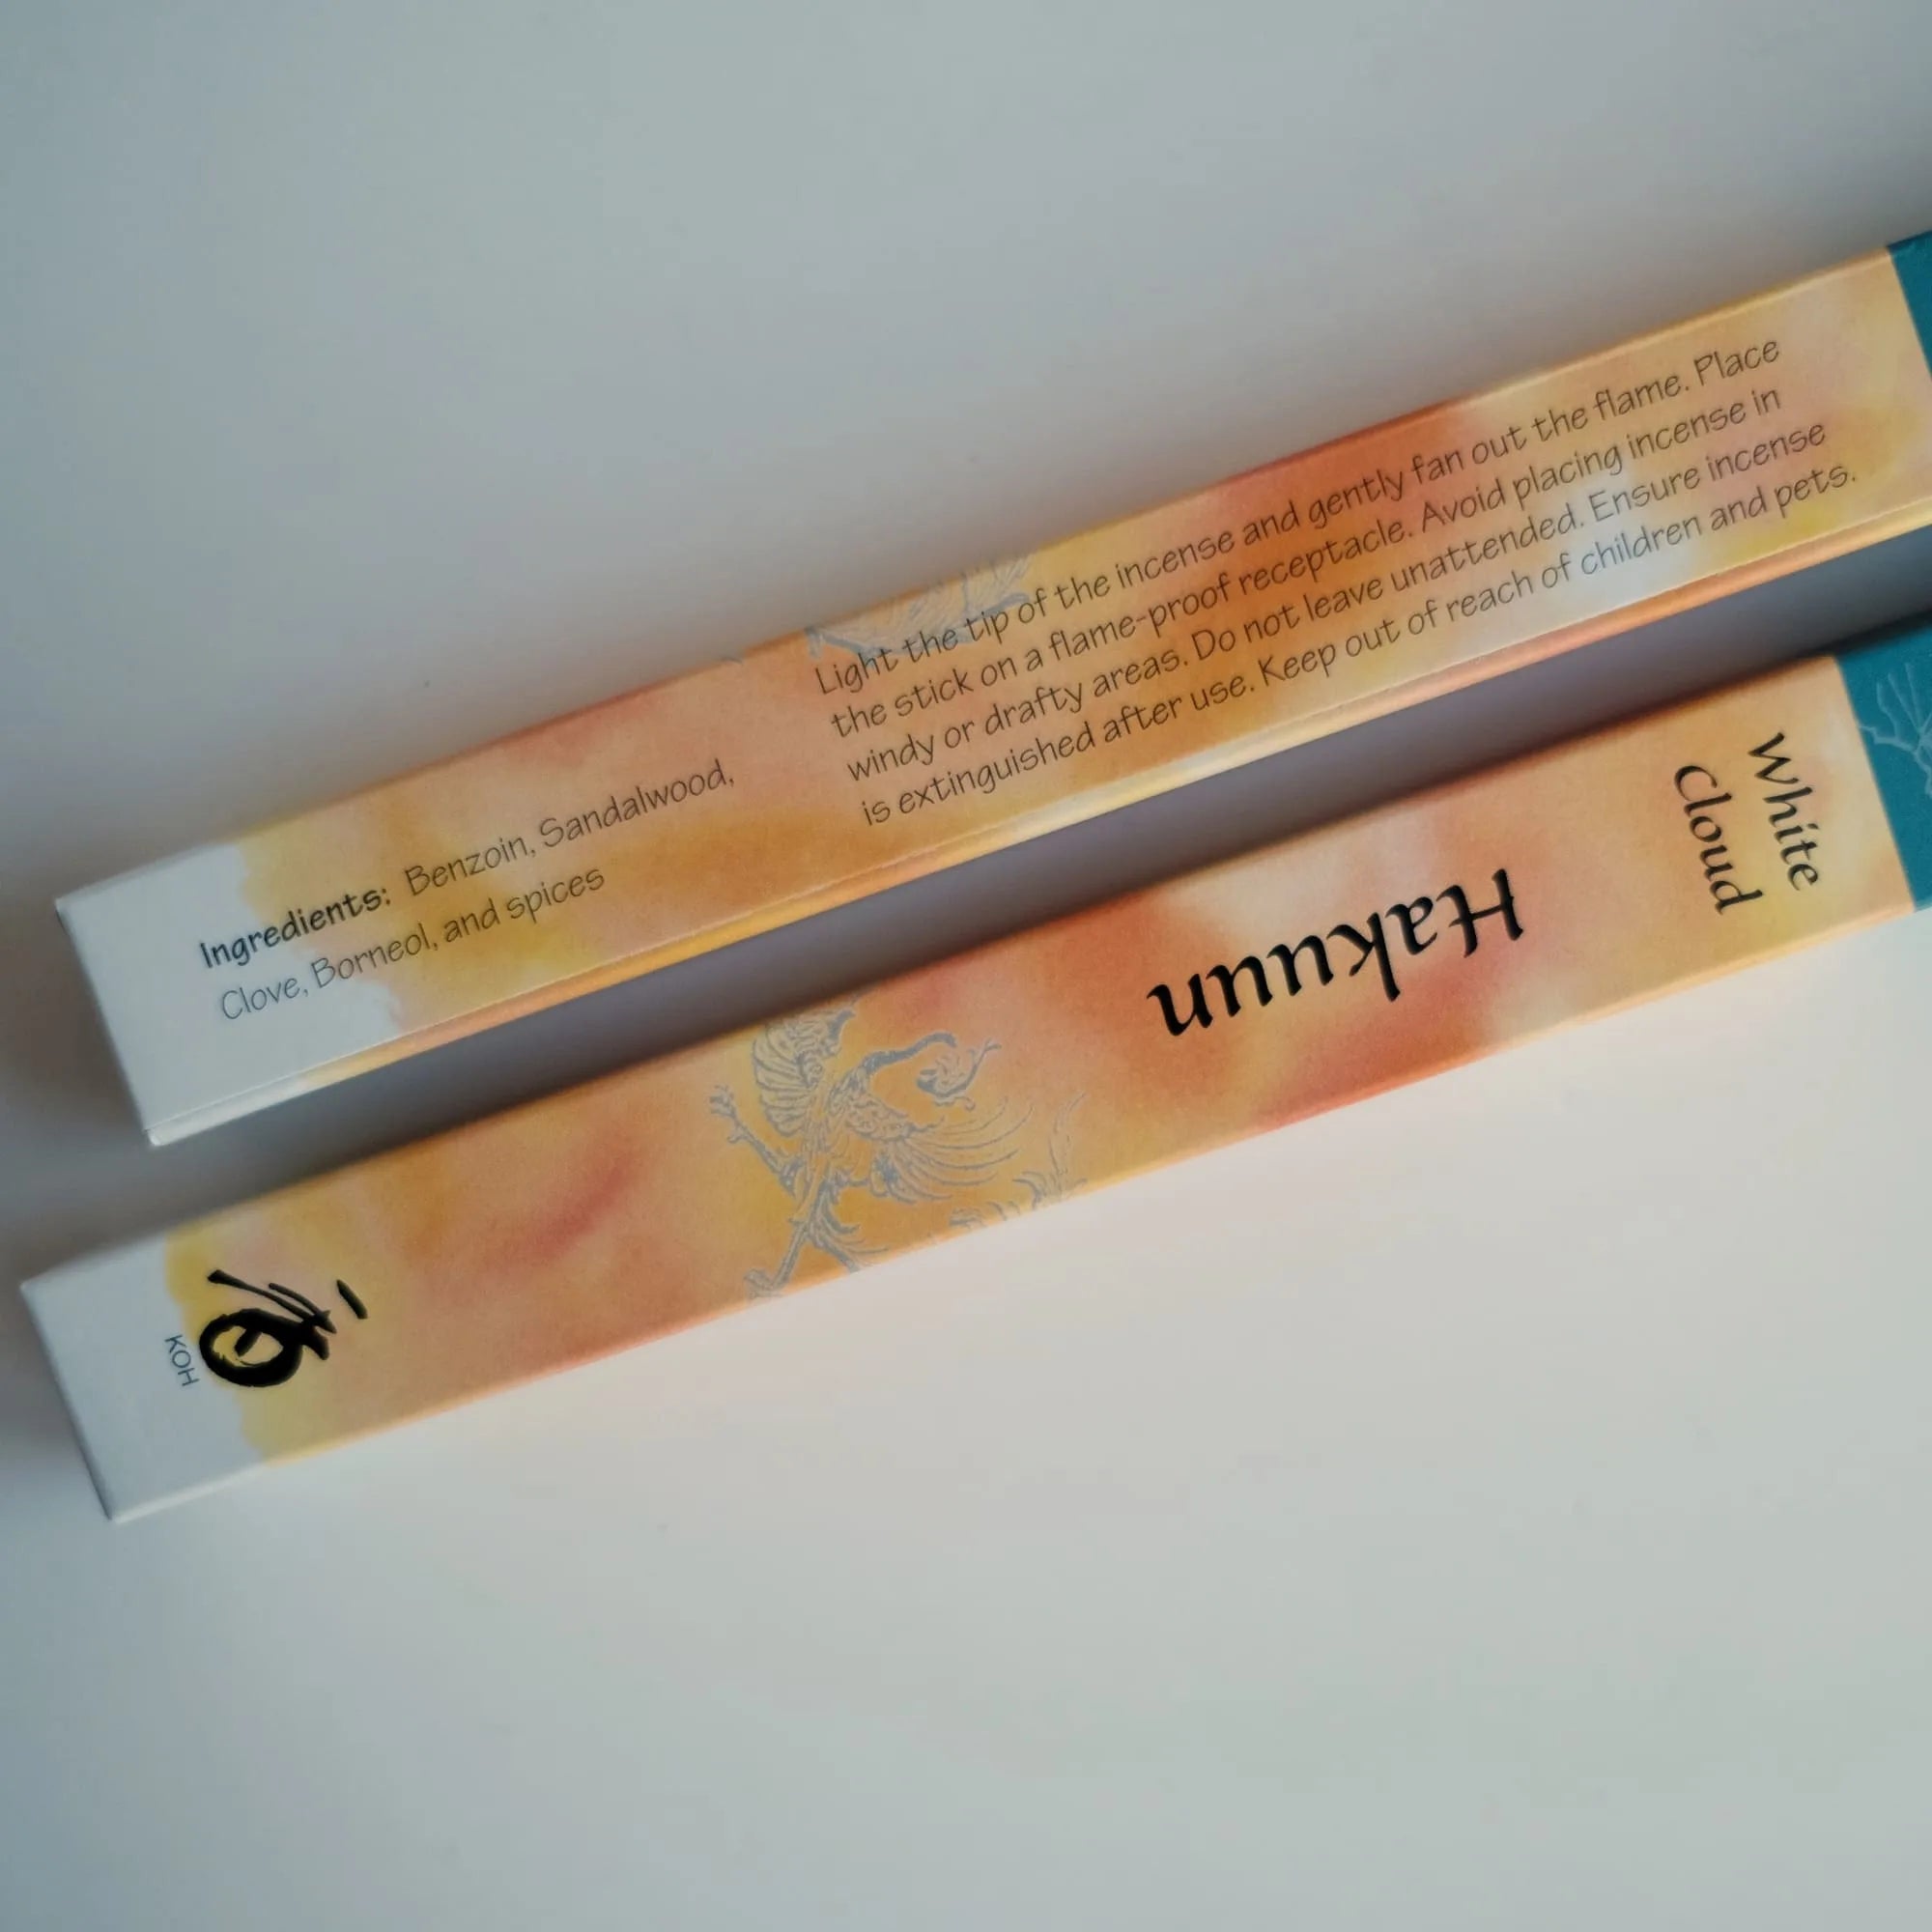 Ingredients: Benzoin, Sandalwood,
Clove, Borneol, and spices
Light the tip of the incense and gently fan out the flame. Place
the stick on a flame-proof receptacle. Avoid placing incense in
windy or drafty areas. Do not leave unattended. Ensure incense
is extinguished after use. Keep out of reach of children and pets.
White
Cloud
Hakuun
KOH